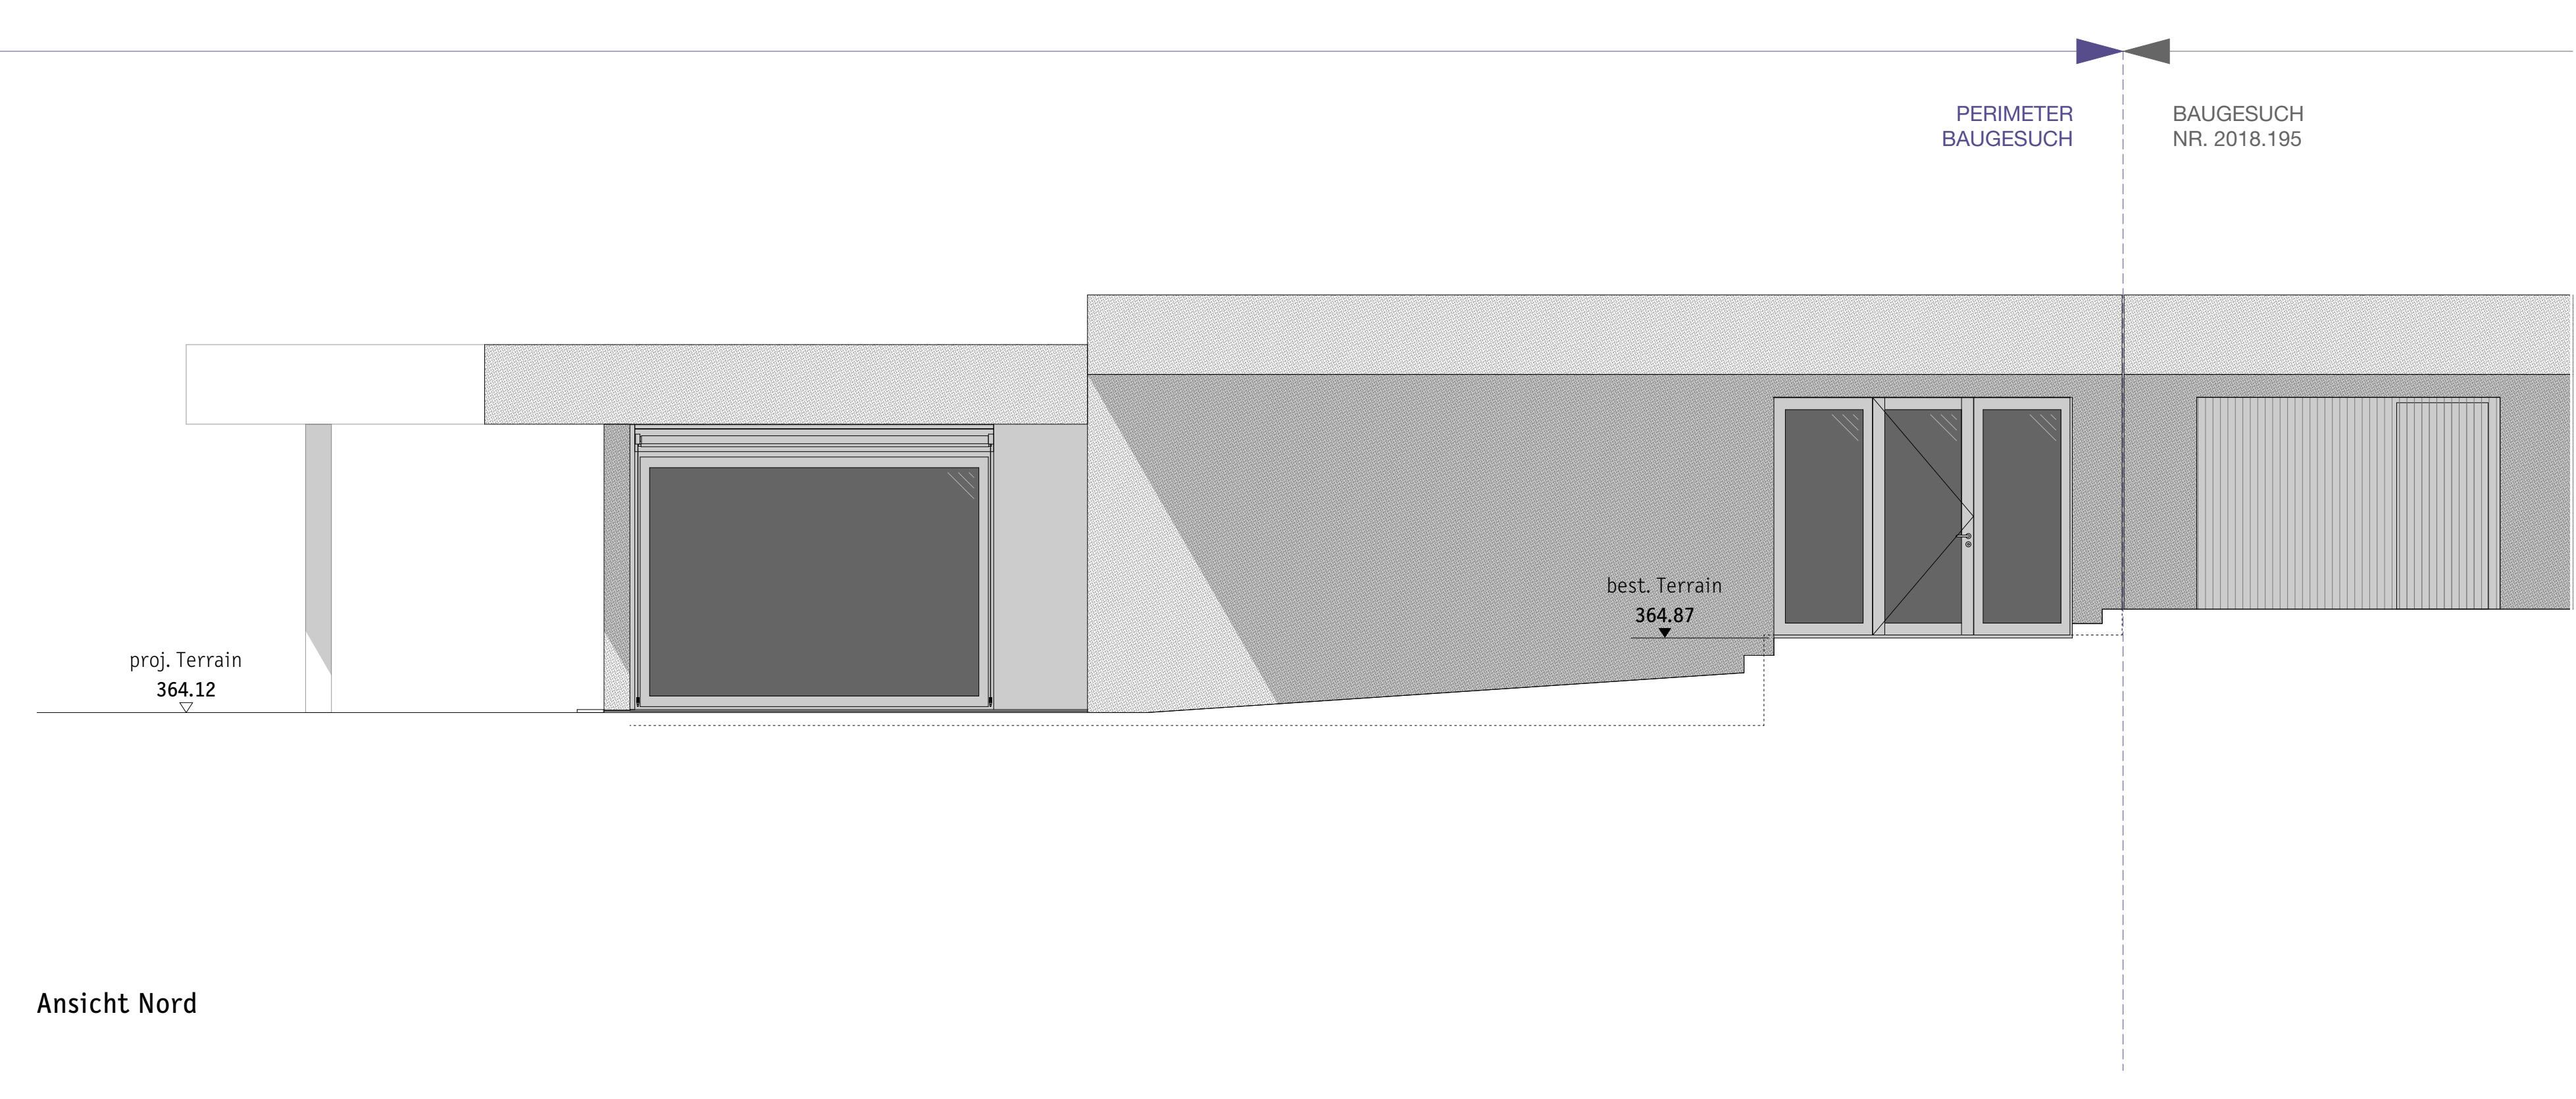 PERIMETER
BAUGESUCH
BAUGESUCH
NR. 2018.195
best. Terrain
364.87
proj. Terrain
364.12
Ansicht Nord